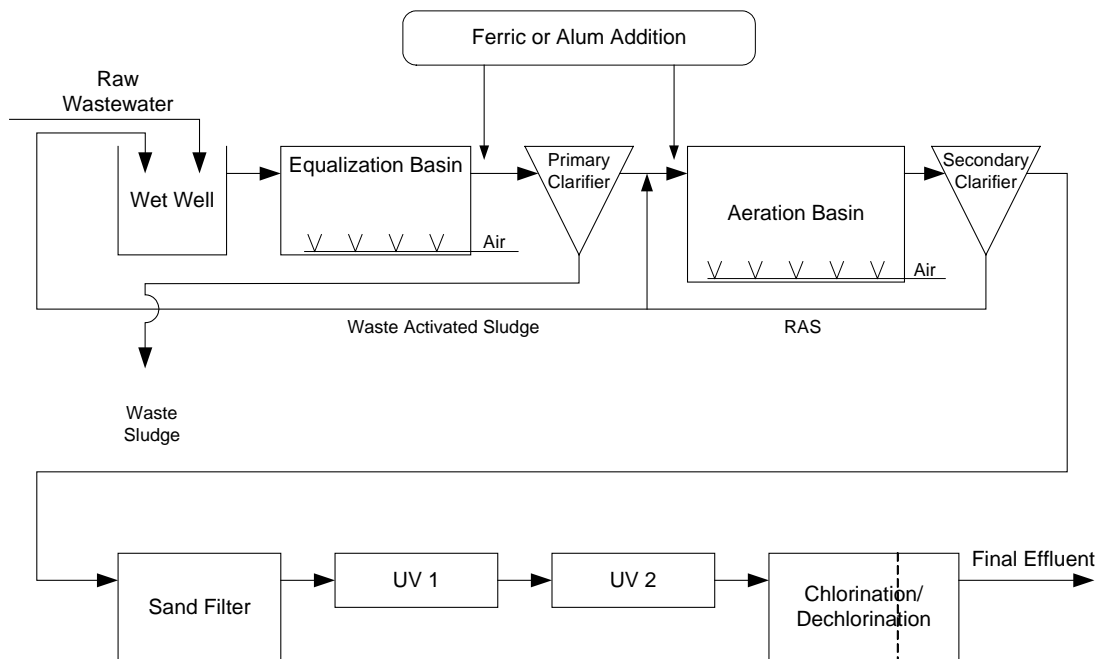 Ferric or Alum Addition
Raw
Wastewater
Equalization Basin
Primary
Clarifier
Secondary
Clarifier
Wet Well
Aeration Basin
Air
Air
Waste Activated Sludge
RAS
Waste
Sludge
Sand Filter
UV 1
UV 2
Chlorination/
Dechlorination
Final Effluent